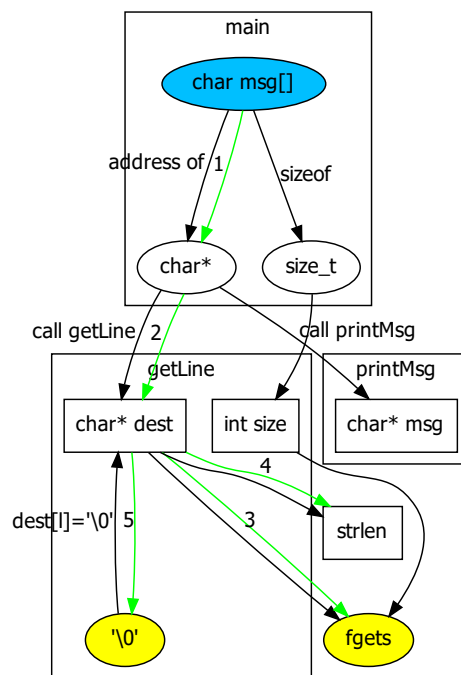 main
char msg[]
address of 1
sizeof
char*
size_t
call getLine 2
call printMsg
getLine
printMsg
char* dest
int size
char* msg
4
dest[l]='\0' 5
3
strlen
'\0'
fgets